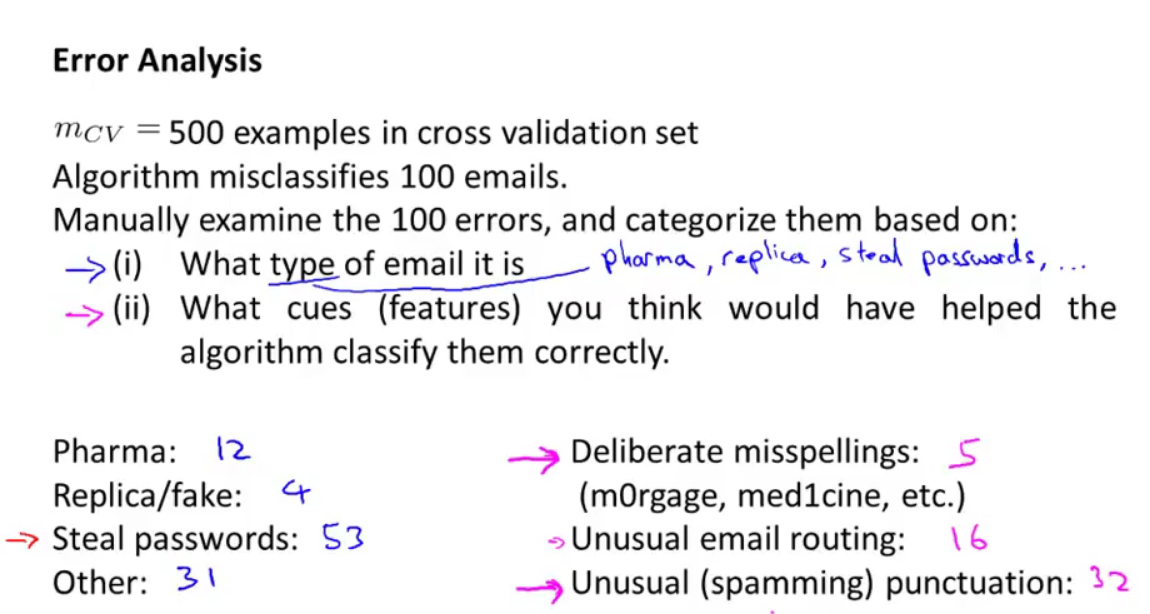 Error Analysis
m_CV = 500 examples in cross validation set
Algorithm misclassifies 100 emails.
Manually examine the 100 errors, and categorize them based on:
→ (i) What type of email it is — pharma, replica, steal passwords, ...
→ (ii) What cues (features) you think would have helped the
algorithm classify them correctly.
Pharma: 12
Replica/fake: 4
→ Steal passwords: 53
Other: 31
→ Deliberate misspellings: 5
(m0rgage, med1cine, etc.)
→ Unusual email routing: 16
→ Unusual (spamming) punctuation: 32